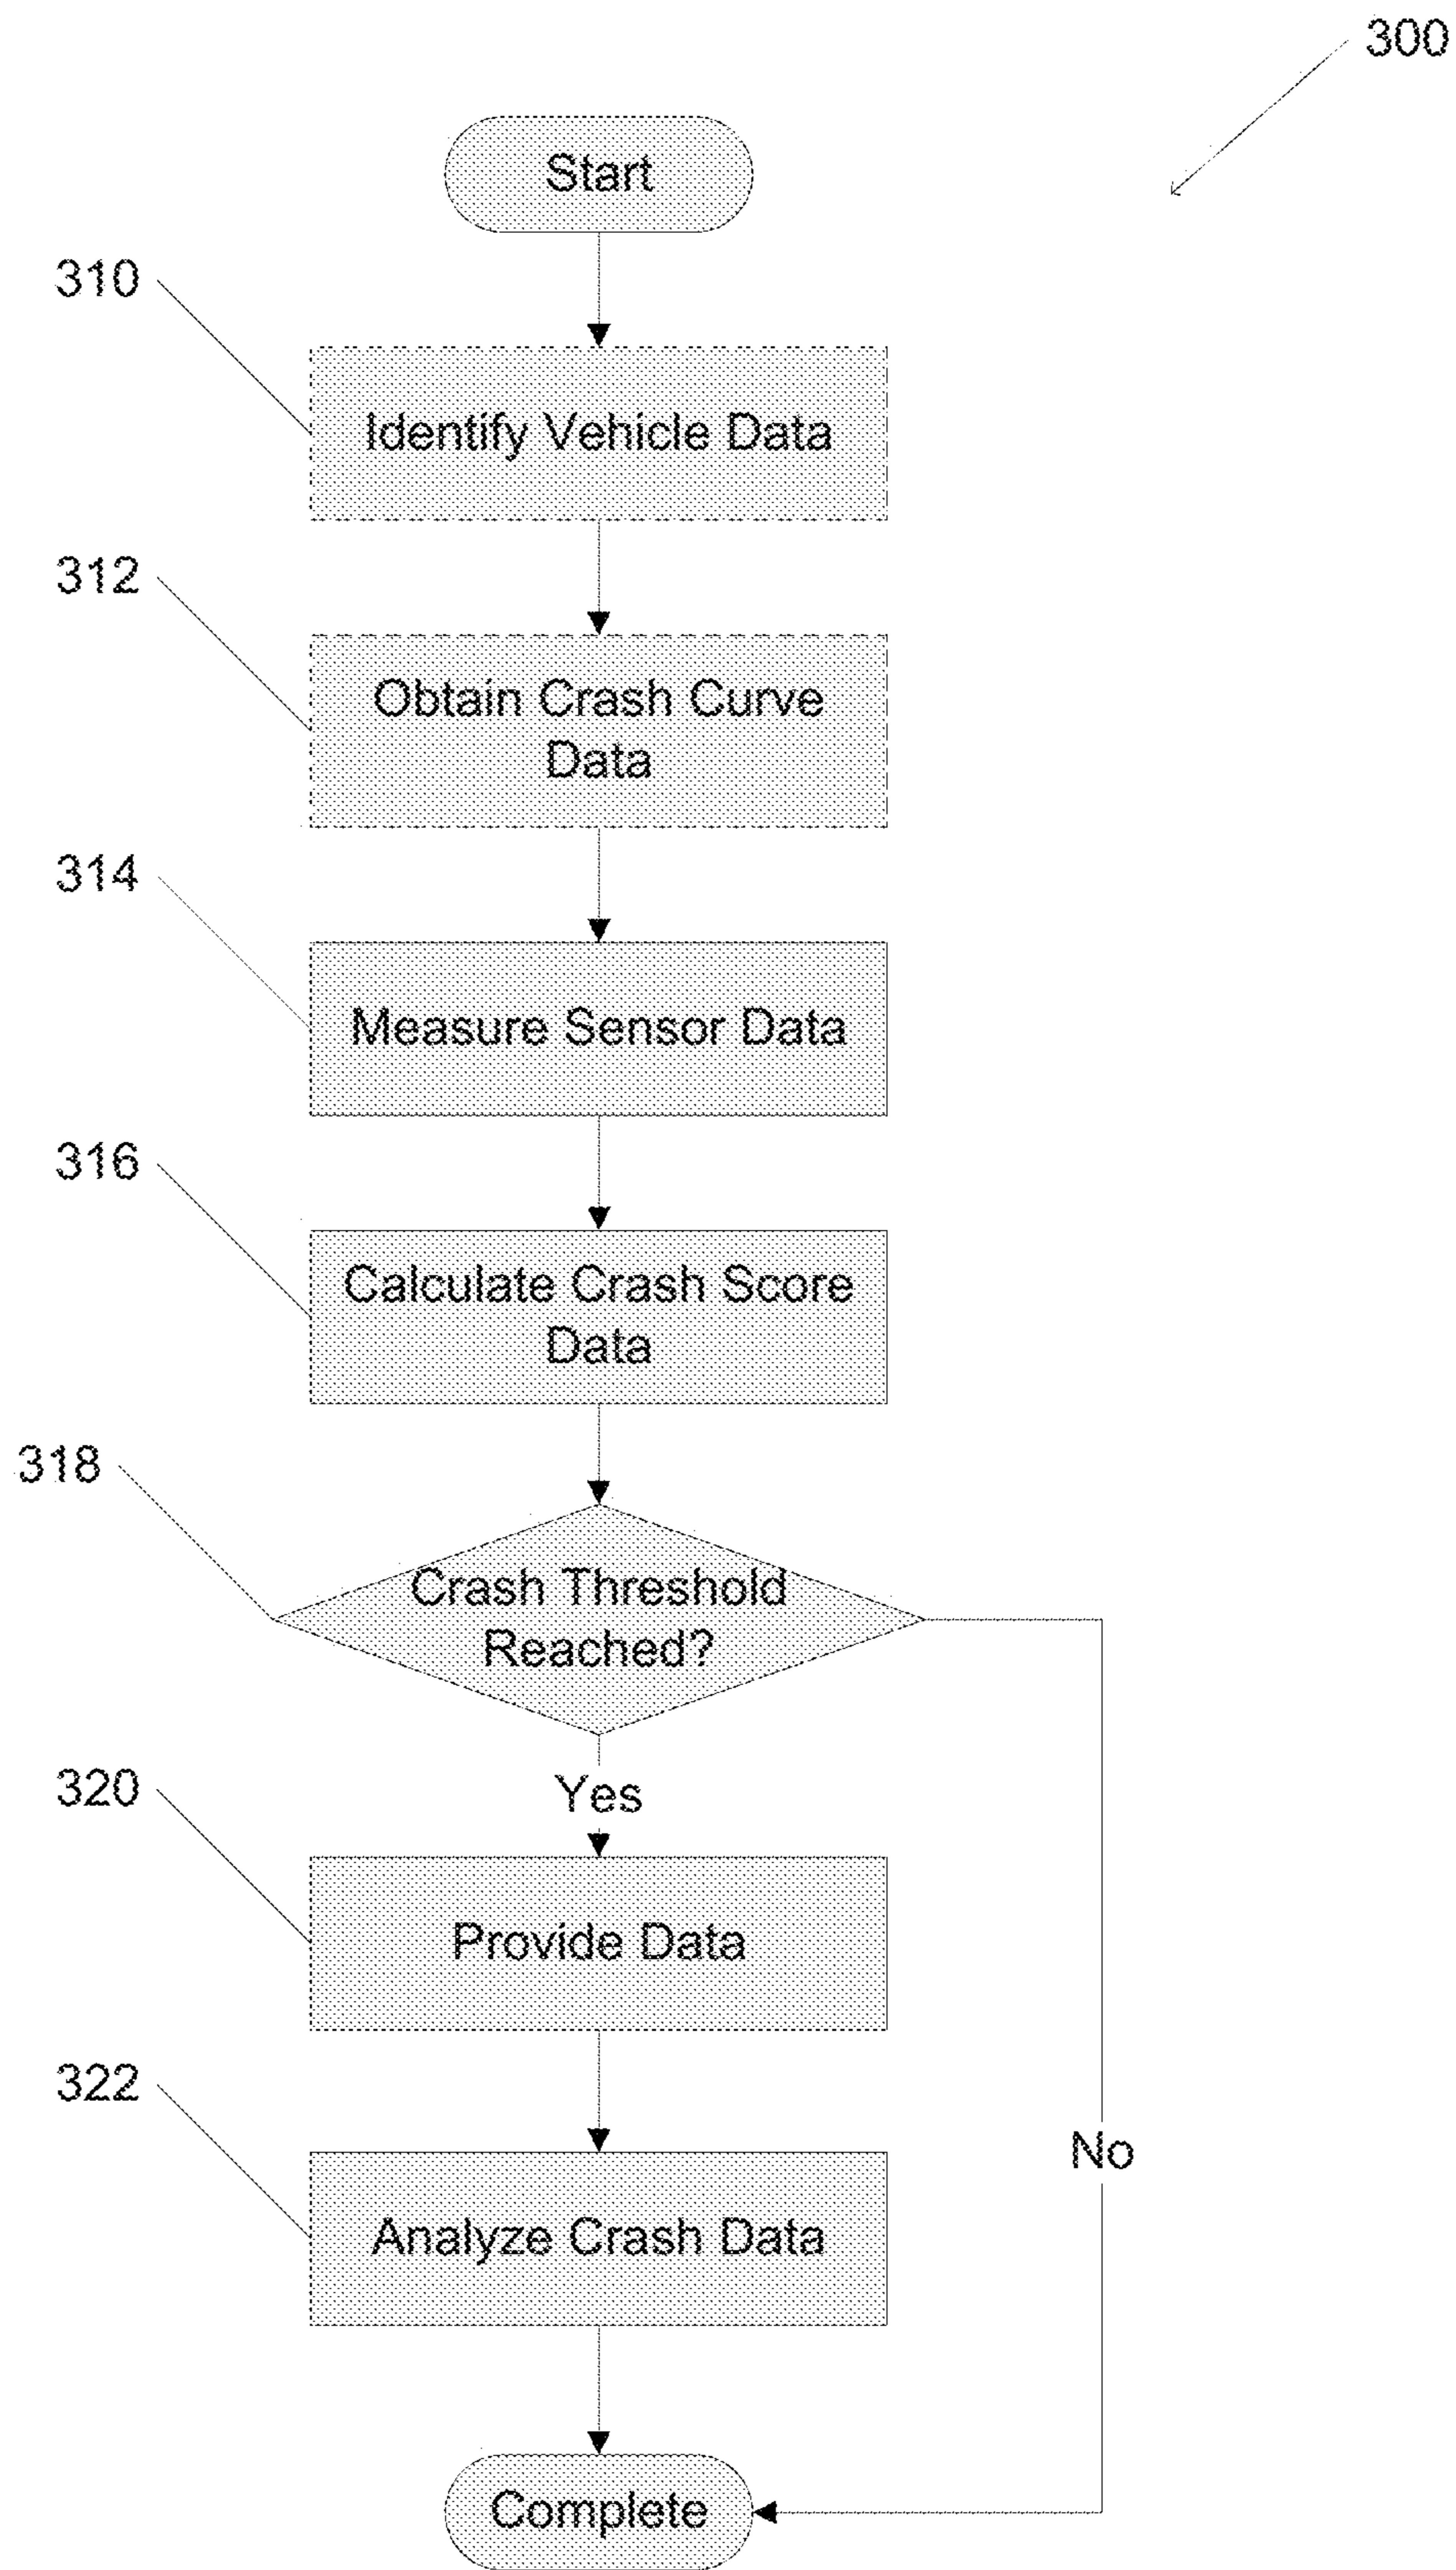 300
Start
310
Identify Vehicle Data
312
Obtain Crash Curve
Data
314
Measure Sensor Data
316
Calculate Crash Score
Data
318
Crash Threshold
Reached?
Yes
320
Provide Data
322
No
Analyze Crash Data
Complete